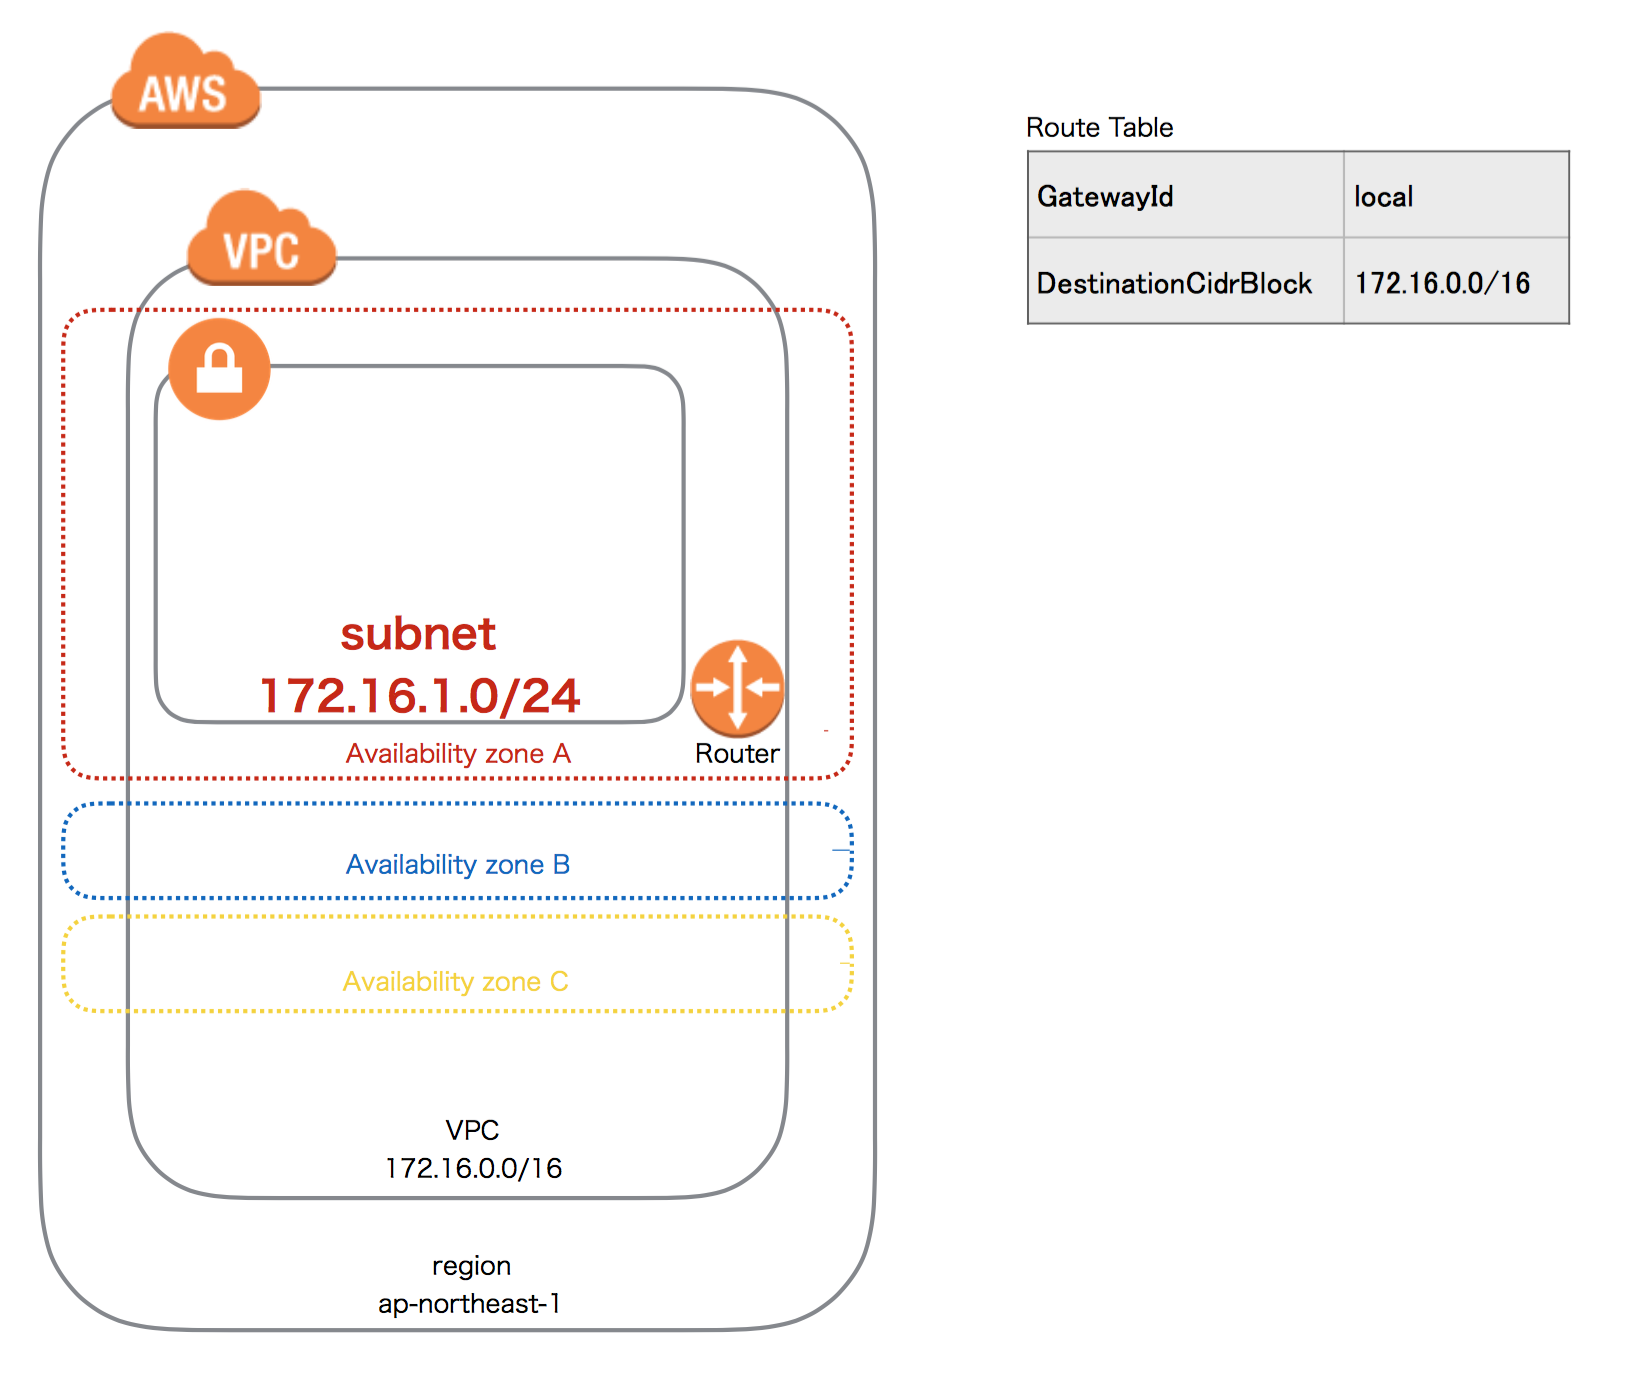 AWS
VPC
subnet
172.16.1.0/24
Availability zone A
Router
Availability zone B
Availability zone C
VPC
172.16.0.0/16
region
ap-northeast-1
Route Table
GatewayId local
DestinationCidrBlock 172.16.0.0/16